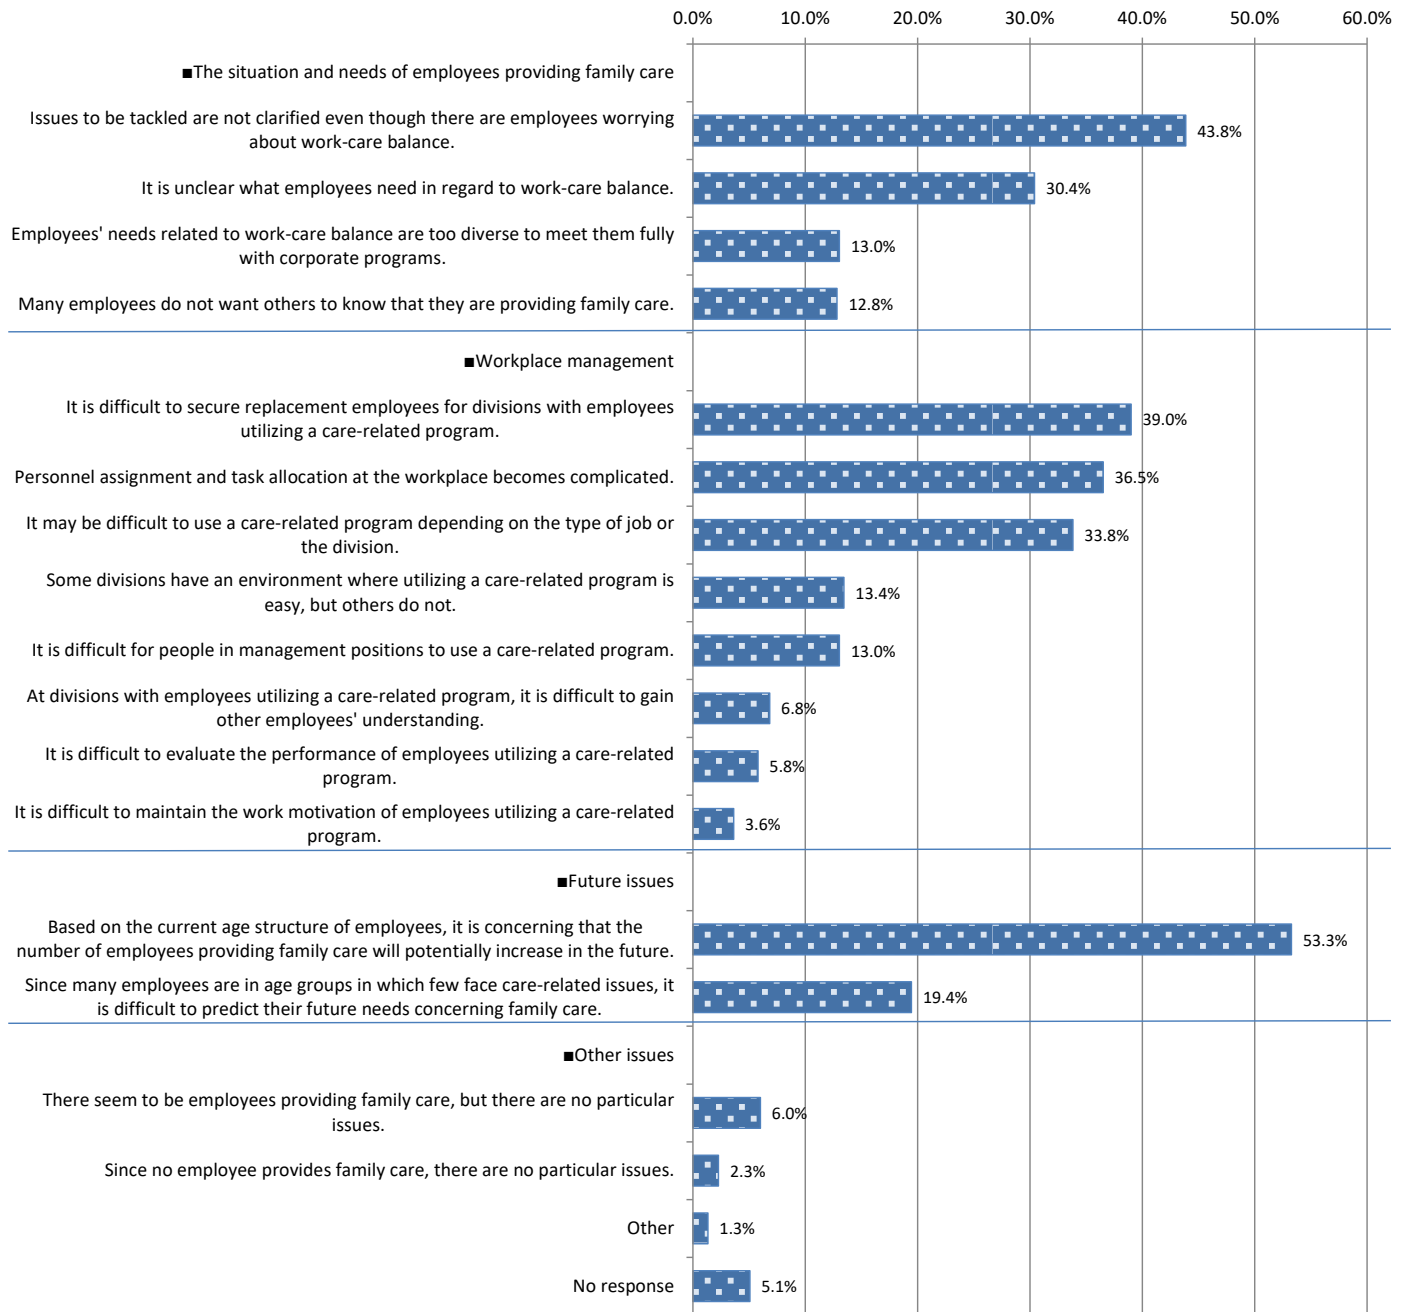 0.0% 10.0% 20.0% 30.0% 40.0% 50.0% 60.0%
■The situation and needs of employees providing family care
Issues to be tackled are not clarified even though there are employees worrying
about work-care balance.
43.8%
It is unclear what employees need in regard to work-care balance.
30.4%
Employees' needs related to work-care balance are too diverse to meet them fully
with corporate programs.
13.0%
Many employees do not want others to know that they are providing family care.
12.8%
■Workplace management
It is difficult to secure replacement employees for divisions with employees
utilizing a care-related program.
39.0%
Personnel assignment and task allocation at the workplace becomes complicated.
36.5%
It may be difficult to use a care-related program depending on the type of job or
the division.
33.8%
Some divisions have an environment where utilizing a care-related program is
easy, but others do not.
13.4%
It is difficult for people in management positions to use a care-related program.
13.0%
At divisions with employees utilizing a care-related program, it is difficult to gain
other employees' understanding.
6.8%
It is difficult to evaluate the performance of employees utilizing a care-related
program.
5.8%
It is difficult to maintain the work motivation of employees utilizing a care-related
program.
3.6%
■Future issues
Based on the current age structure of employees, it is concerning that the
number of employees providing family care will potentially increase in the future.
53.3%
Since many employees are in age groups in which few face care-related issues, it
is difficult to predict their future needs concerning family care.
19.4%
■Other issues
There seem to be employees providing family care, but there are no particular
issues.
6.0%
Since no employee provides family care, there are no particular issues.
2.3%
Other
1.3%
No response
5.1%